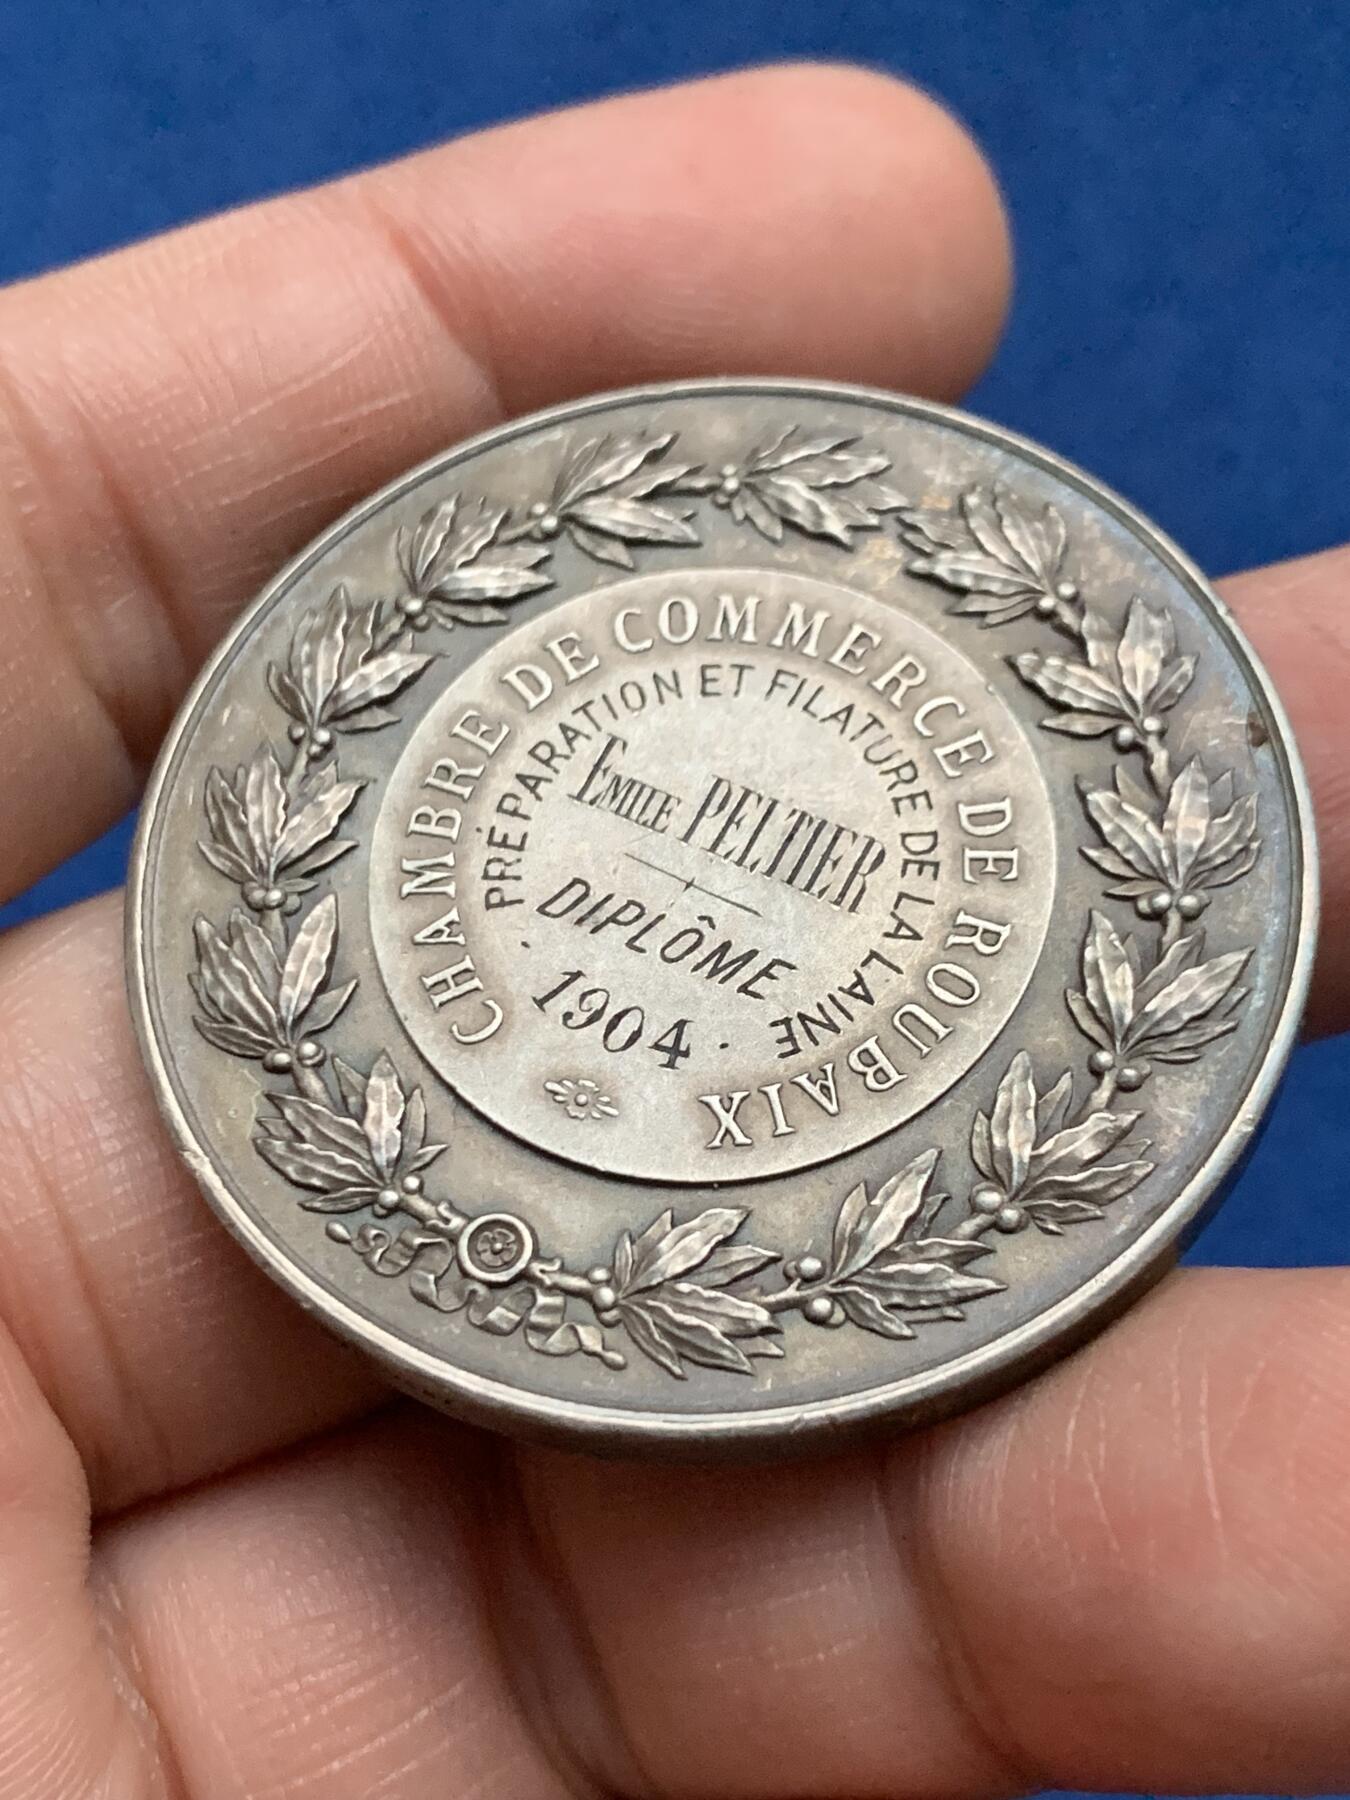 CHAMBRE DE COMMERCE DE ROUBAIX
PRÉPARATION ET FILATURE DE LA LAINE
EMILE PELTIER
DIPLÔME
· 1904 ·